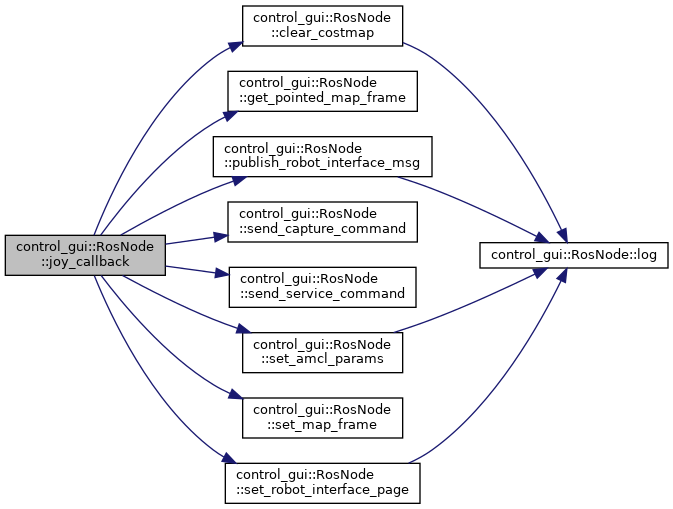 control_gui::RosNode
::clear_costmap
control_gui::RosNode
::get_pointed_map_frame
control_gui::RosNode
::publish_robot_interface_msg
control_gui::RosNode
::send_capture_command
control_gui::RosNode
::joy_callback
control_gui::RosNode::log
control_gui::RosNode
::send_service_command
control_gui::RosNode
::set_amcl_params
control_gui::RosNode
::set_map_frame
control_gui::RosNode
::set_robot_interface_page